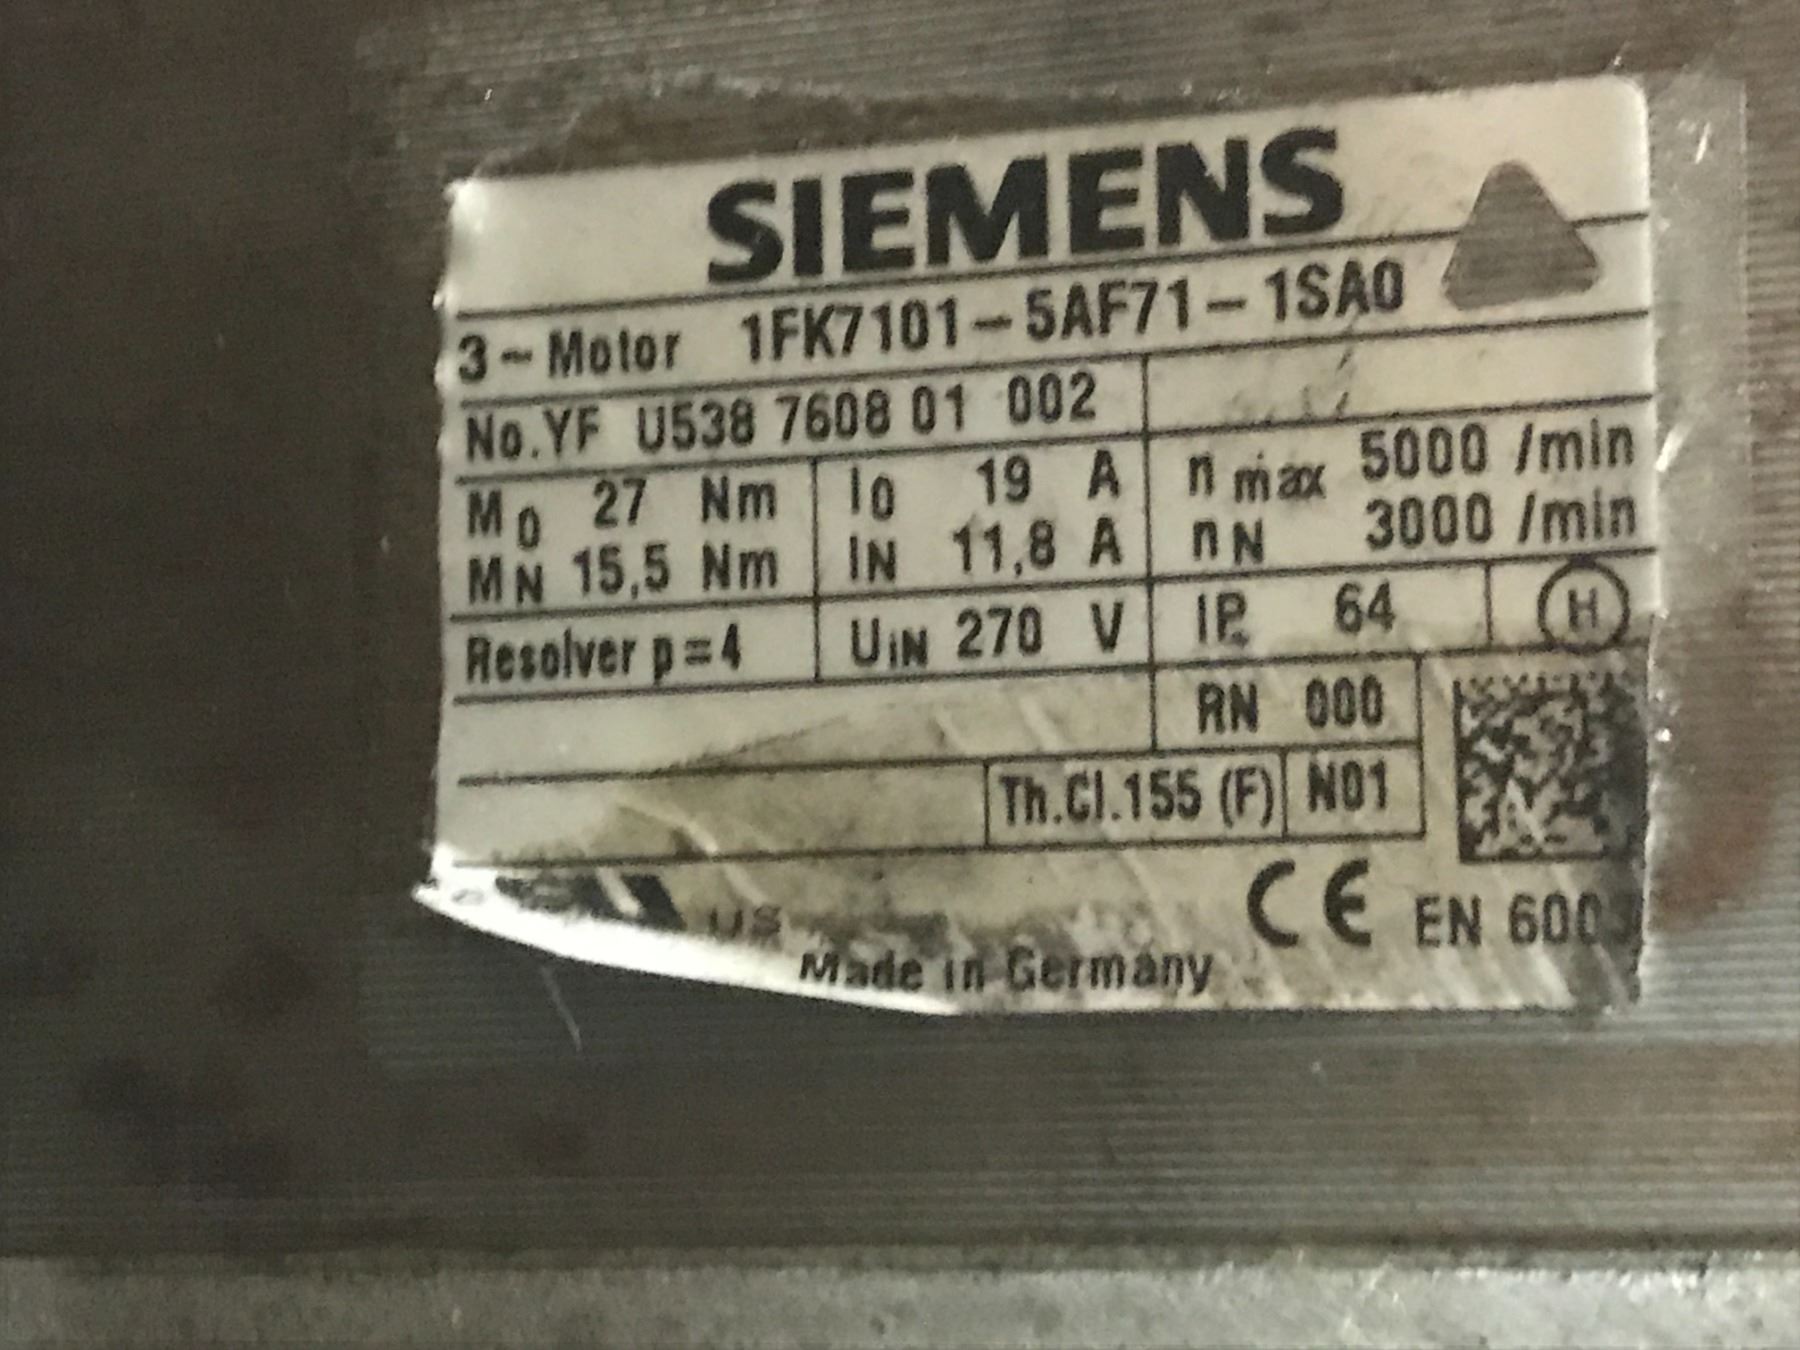 SIEMENS
3~Motor 1FK7101-5AF71-1SA0
No.YF U538 7608 01 002
M0 27 Nm I0 19 A n max 5000 /min
MN 15,5 Nm IN 11,8 A nN 3000 /min
Resolver p=4 UIN 270 V IP 64 H
RN 000
Th.Cl.155 (F) N01
US CE EN 600
Made in Germany